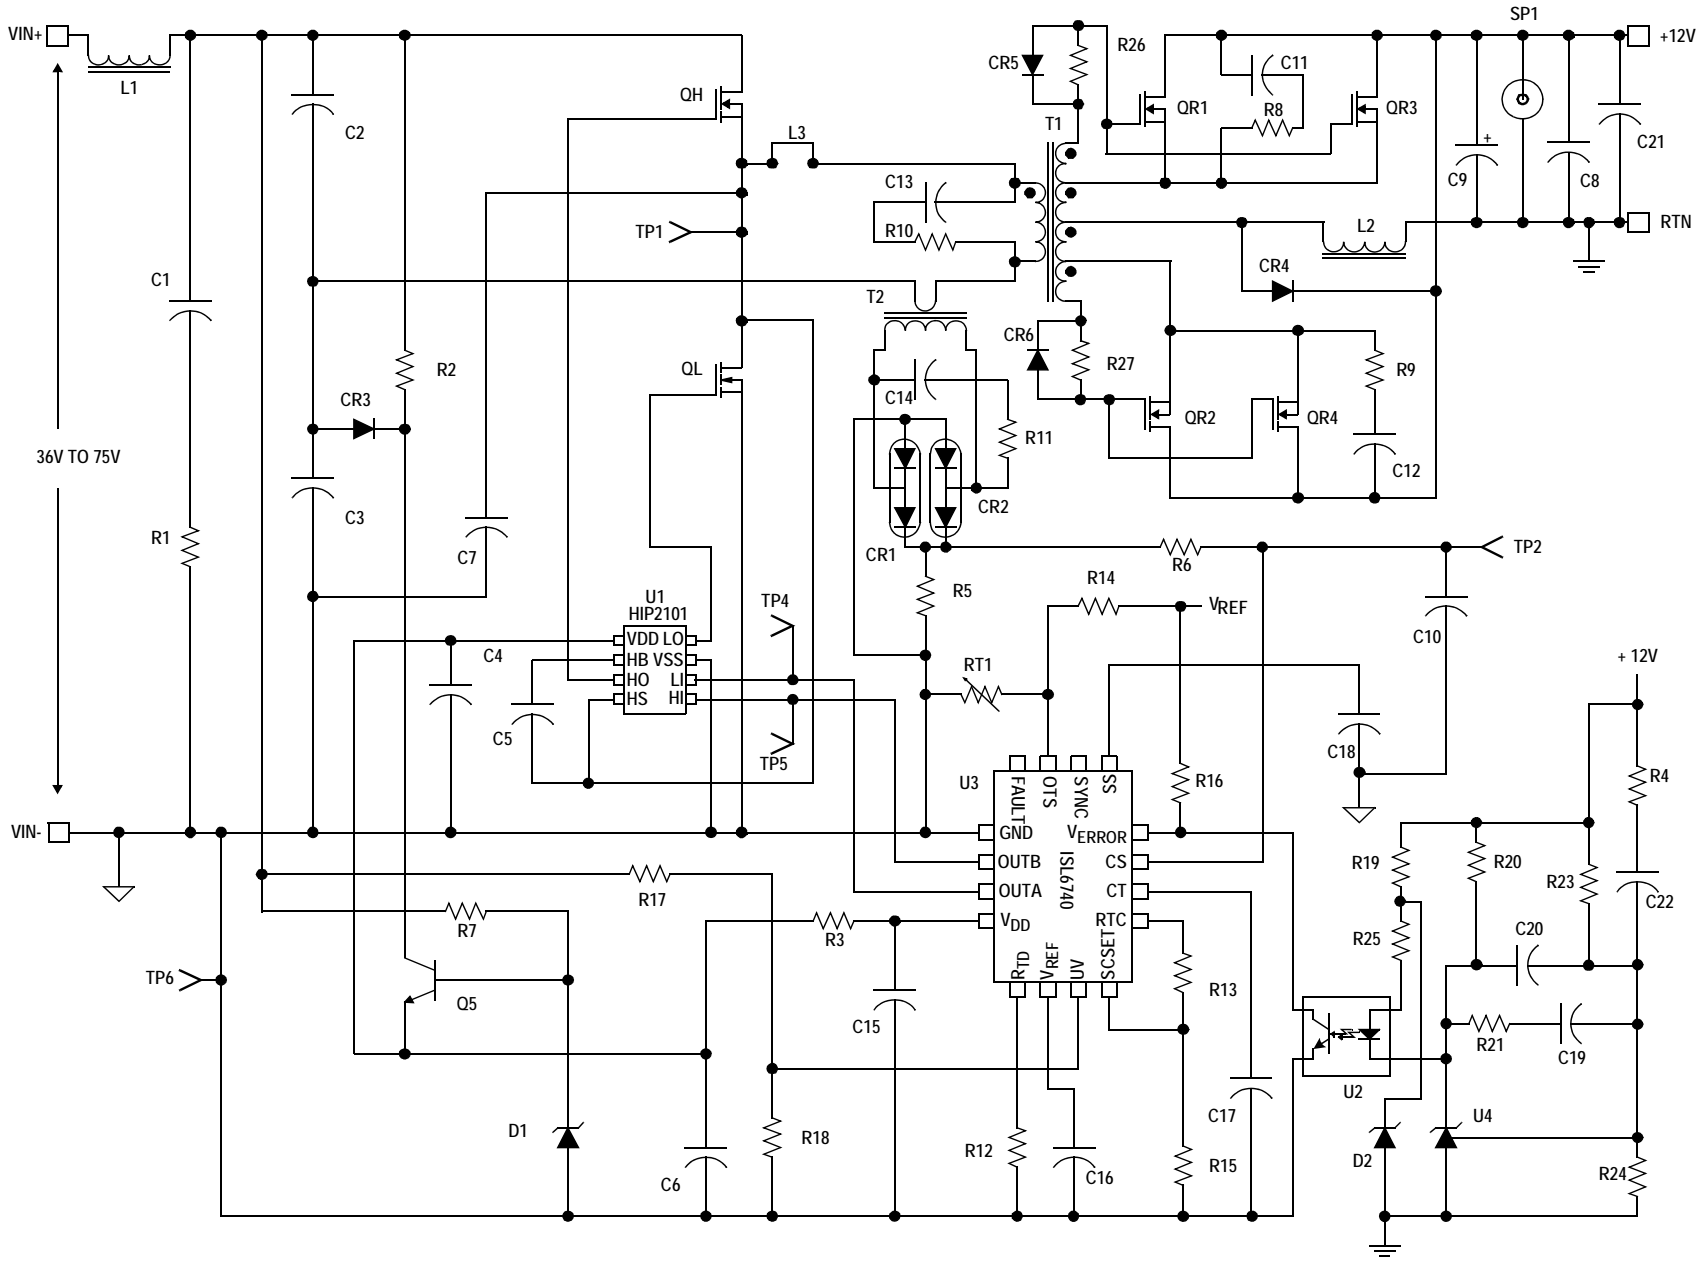 SP1
VIN+
+12V
L1
R26
CR5
C11
QH
QR1
R8
QR3
C2
L3
T1
C21
C13
C9
C8
TP1
R10
L2
RTN
C1
T2
CR4
CR6
R27
R9
R2
QL
CR3
C14
QR2
QR4
36V TO 75V
R11
C12
C3
CR2
R1
C7
CR1
R6
TP2
R5
R14
U1
HIP2101
TP4
VREF
C10
VDD LO
HB VSS
HO LI
HS HI
C4
RT1
+ 12V
C5
TP5
C18
U3
FAULT
OTS
SYNC
SS
R16
R4
VIN-
GND
VERROR
OUTB
CS
OUTA
CT
VDD
RTC
ISL6740
RTD
VREF
UV
SCSET
R19
R20
R23
C22
R17
R7
R3
R25
C20
TP6
Q5
C15
R13
R21
C19
U2
C17
U4
D1
R18
R12
R15
D2
C6
C16
R24